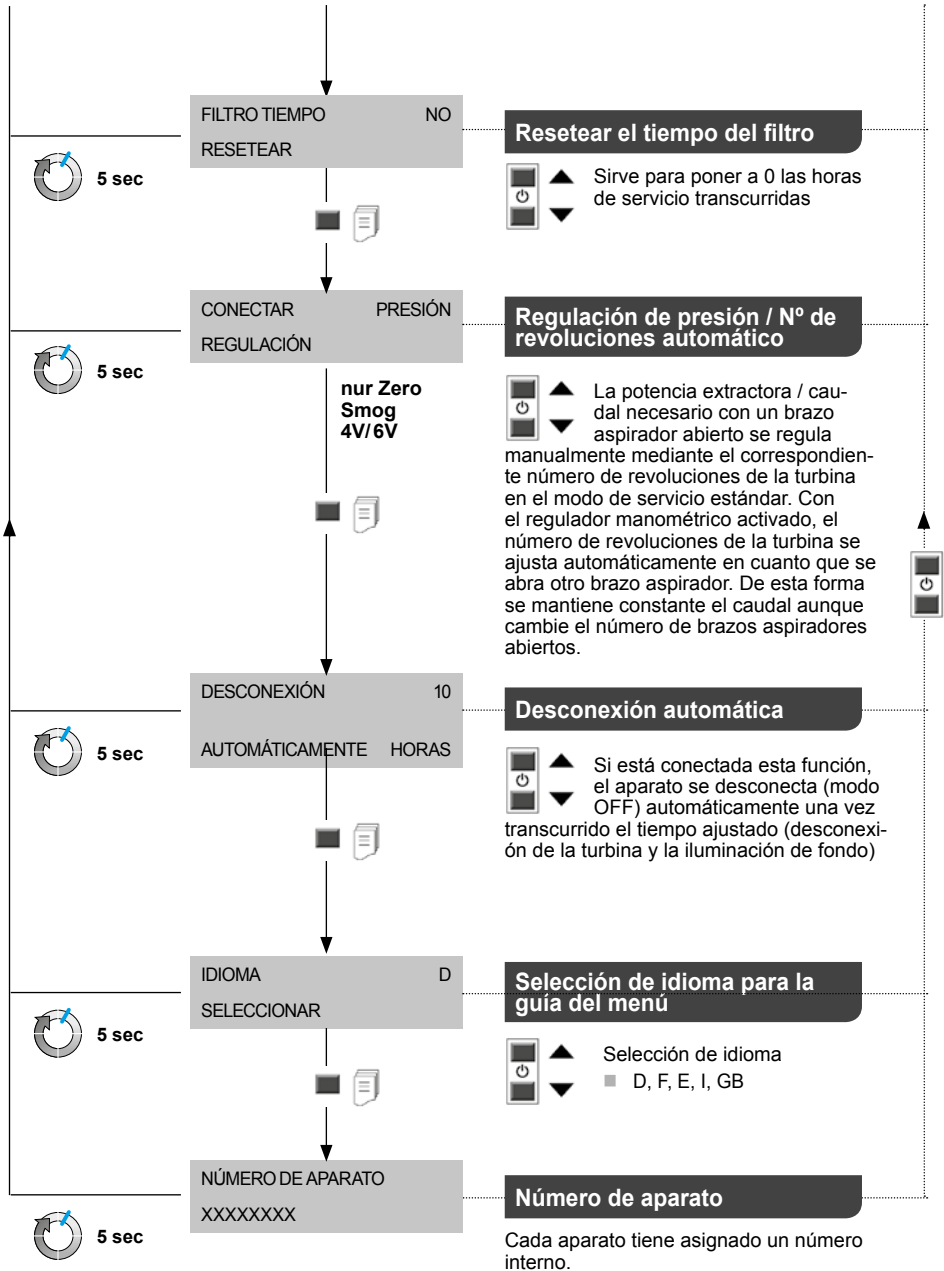 FILTRO TIEMPO NO
RESETEAR
5 sec
Resetear el tiempo del filtro
Sirve para poner a 0 las horas
de servicio transcurridas
CONECTAR PRESIÓN
REGULACIÓN
5 sec
nur Zero
Smog
4V/6V
Regulación de presión / Nº de
revoluciones automático
La potencia extractora / cau-
dal necesario con un brazo
aspirador abierto se regula
manualmente mediante el correspondien-
te número de revoluciones de la turbina
en el modo de servicio estándar. Con
el regulador manométrico activado, el
número de revoluciones de la turbina se
ajusta automáticamente en cuanto que se
abra otro brazo aspirador. De esta forma
se mantiene constante el caudal aunque
cambie el número de brazos aspiradores
abiertos.
DESCONEXIÓN 10
AUTOMÁTICAMENTE HORAS
5 sec
Desconexión automática
Si está conectada esta función,
el aparato se desconecta (modo
OFF) automáticamente una vez
transcurrido el tiempo ajustado (desconexi-
ón de la turbina y la iluminación de fondo)
IDIOMA D
SELECCIONAR
5 sec
Selección de idioma para la
guía del menú
Selección de idioma
D, F, E, I, GB
NÚMERO DE APARATO
XXXXXXXX
5 sec
Número de aparato
Cada aparato tiene asignado un número
interno.